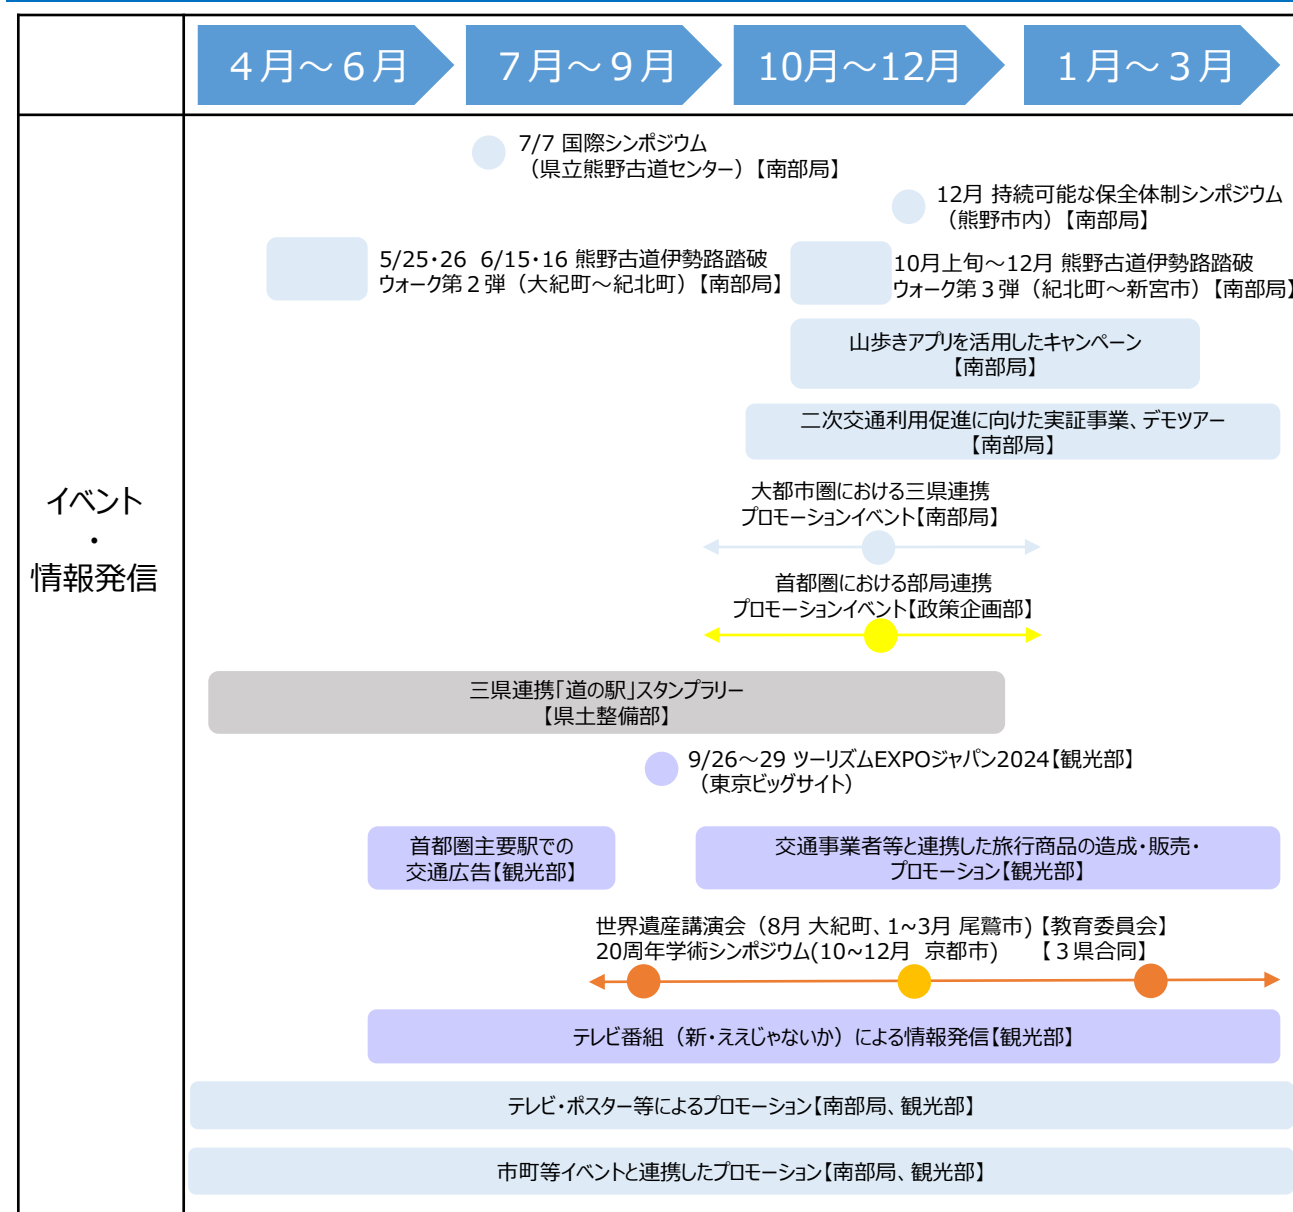 ４月～６月
７月～９月
10月～12月
１月～３月
イベント
・
情報発信
7/7 国際シンポジウム
（県立熊野古道センター）【南部局】
12月 持続可能な保全体制シンポジウム
（熊野市内）【南部局】
5/25・26 6/15・16 熊野古道伊勢路踏破
ウォーク第２弾（大紀町～紀北町）【南部局】
10月上旬～12月 熊野古道伊勢路踏破
ウォーク第３弾（紀北町～新宮市）【南部局】
山歩きアプリを活用したキャンペーン
【南部局】
二次交通利用促進に向けた実証事業、デモツアー
【南部局】
大都市圏における三県連携
プロモーションイベント【南部局】
首都圏における部局連携
プロモーションイベント【政策企画部】
三県連携「道の駅」スタンプラリー
【県土整備部】
9/26～29 ツーリズムEXPOジャパン2024【観光部】
（東京ビッグサイト）
首都圏主要駅での
交通広告【観光部】
交通事業者等と連携した旅行商品の造成・販売・
プロモーション【観光部】
世界遺産講演会（8月 大紀町、1~3月 尾鷲市)【教育委員会】
20周年学術シンポジウム(10~12月 京都市) 【３県合同】
テレビ番組（新・ええじゃないか）による情報発信【観光部】
テレビ・ポスター等によるプロモーション【南部局、観光部】
市町等イベントと連携したプロモーション【南部局、観光部】